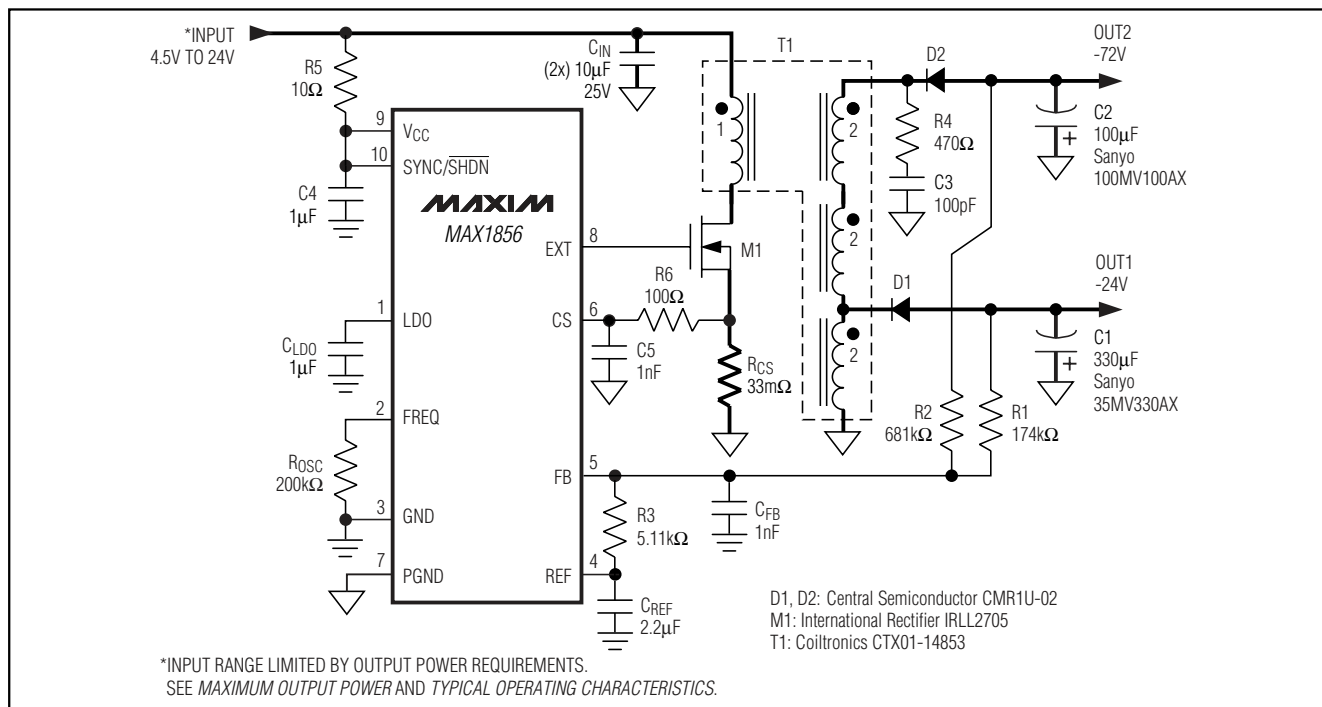 *INPUT
4.5V TO 24V
R5
10Ω
CIN
(2x) 10µF
25V
T1
D2
OUT2
-72V
9
VCC
10
SYNC/SHDN
C4
1µF
MAXIM
MAX1856
1
2
2
2
R4
470Ω
C3
100pF
C2
100µF
Sanyo
100MV100AX
EXT
8
M1
R6
100Ω
CS
6
C5
1nF
RCS
33mΩ
D1
OUT1
-24V
C1
330µF
Sanyo
35MV330AX
1
LDO
CLDO
1µF
2
FREQ
ROSC
200kΩ
3
GND
7
PGND
R2
681kΩ
R1
174kΩ
FB
5
R3
5.11kΩ
CFB
1nF
REF
4
CREF
2.2µF
D1, D2: Central Semiconductor CMR1U-02
M1: International Rectifier IRLL2705
T1: Coiltronics CTX01-14853
*INPUT RANGE LIMITED BY OUTPUT POWER REQUIREMENTS.
SEE MAXIMUM OUTPUT POWER AND TYPICAL OPERATING CHARACTERISTICS.